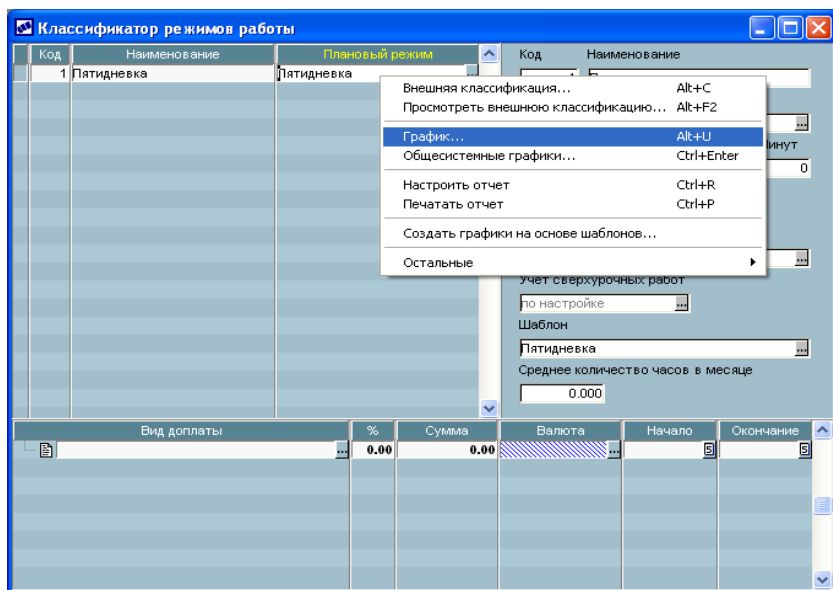 Классификатор режимов работы
Код Наименование Плановый режим
1 Пятидневка Пятидневка ...
Код Наименование
Внешняя классификация... Alt+C
Просмотреть внешнюю классификацию... Alt+F2
График... Alt+U
Общесистемные графики... Ctrl+Enter
Настроить отчет Ctrl+R
Печатать отчет Ctrl+P
Создать графики на основе шаблонов...
Остальные
...
0
...
Учет сверхурочных работ
по настройке ...
Шаблон
Пятидневка ...
Среднее количество часов в месяце
0.000
Вид доплаты % Сумма Валюта Начало Окончание
... 0.00 0.00 ... 5 5